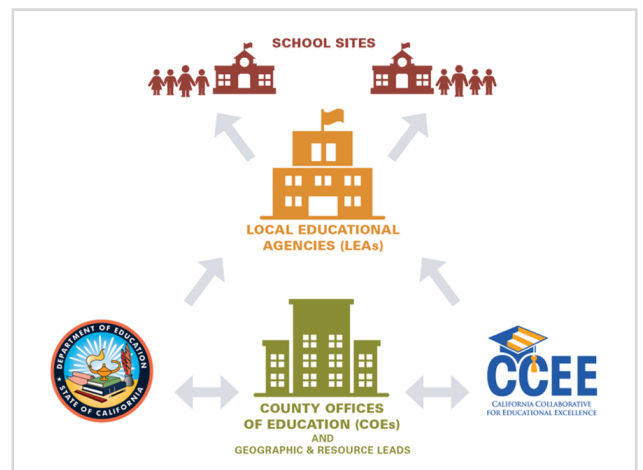 SCHOOL SITES
LOCAL EDUCATIONAL
AGENCIES (LEAs)
DEPARTMENT OF EDUCATION
STATE OF CALIFORNIA
COUNTY OFFICES
OF EDUCATION (COEs)
AND
GEOGRAPHIC & RESOURCE LEADS
CCEE
CALIFORNIA COLLABORATIVE
FOR EDUCATIONAL EXCELLENCE